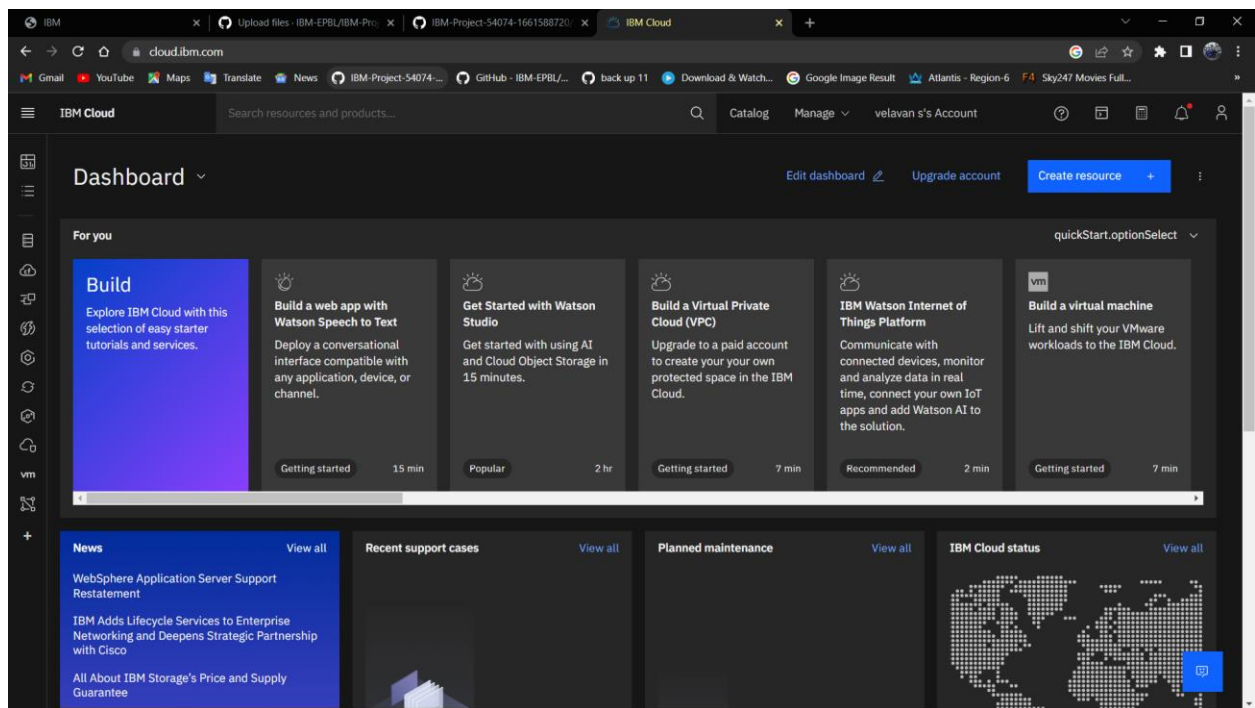 IBM
Upload files · IBM-EPBL/IBM-Proj
IBM-Project-54074-1661588720/
IBM Cloud
cloud.ibm.com
Gmail
YouTube
Maps
Translate
News
IBM-Project-54074-...
GitHub - IBM-EPBL/...
back up 11
Download & Watch...
Google Image Result
Atlantis - Region-6
Sky247 Movies Full...
»
IBM Cloud
Search resources and products...
Catalog
Manage
velavan s's Account
Dashboard
Edit dashboard
Upgrade account
Create resource +
For you
quickStart.optionSelect
Build
Explore IBM Cloud with this
selection of easy starter
tutorials and services.
Build a web app with
Watson Speech to Text
Deploy a conversational
interface compatible with
any application, device, or
channel.
Getting started
15 min
Get Started with Watson
Studio
Get started with using AI
and Cloud Object Storage in
15 minutes.
Popular
2 hr
Build a Virtual Private
Cloud (VPC)
Upgrade to a paid account
to create your your own
protected space in the IBM
Cloud.
Getting started
7 min
IBM Watson Internet of
Things Platform
Communicate with
connected devices, monitor
and analyze data in real
time, connect your own IoT
apps and add Watson AI to
the solution.
Recommended
2 min
vm
Build a virtual machine
Lift and shift your VMware
workloads to the IBM Cloud.
Getting started
7 min
vm
News
View all
WebSphere Application Server Support
Restatement
IBM Adds Lifecycle Services to Enterprise
Networking and Deepens Strategic Partnership
with Cisco
All About IBM Storage's Price and Supply
Guarantee
Recent support cases
View all
Planned maintenance
View all
IBM Cloud status
View all